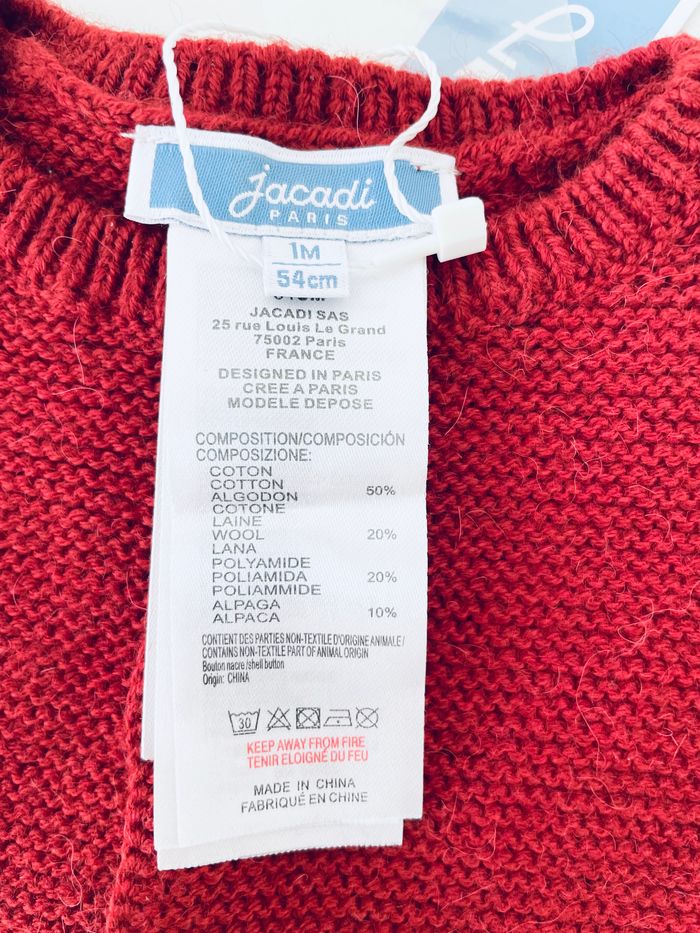 jacadi
PARIS
1M
54cm
JACADI SAS
25 rue Louis Le Grand
75002 Paris
FRANCE
DESIGNED IN PARIS
CREE A PARIS
MODELE DEPOSE
COMPOSITION/COMPOSICIÓN
COMPOSIZIONE:
COTON
COTTON
ALGODON 50%
COTONE
LAINE
WOOL 20%
LANA
POLYAMIDE
POLIAMIDA 20%
POLIAMMIDE
ALPAGA
ALPACA 10%
CONTIENT DES PARTIES NON-TEXTILE D'ORIGINE ANIMALE/
CONTAINS NON-TEXTILE PART OF ANIMAL ORIGIN
Bouton nacre /shell button
Origin: CHINA
30
KEEP AWAY FROM FIRE
TENIR ELOIGNÉ DU FEU
MADE IN CHINA
FABRIQUÉ EN CHINE